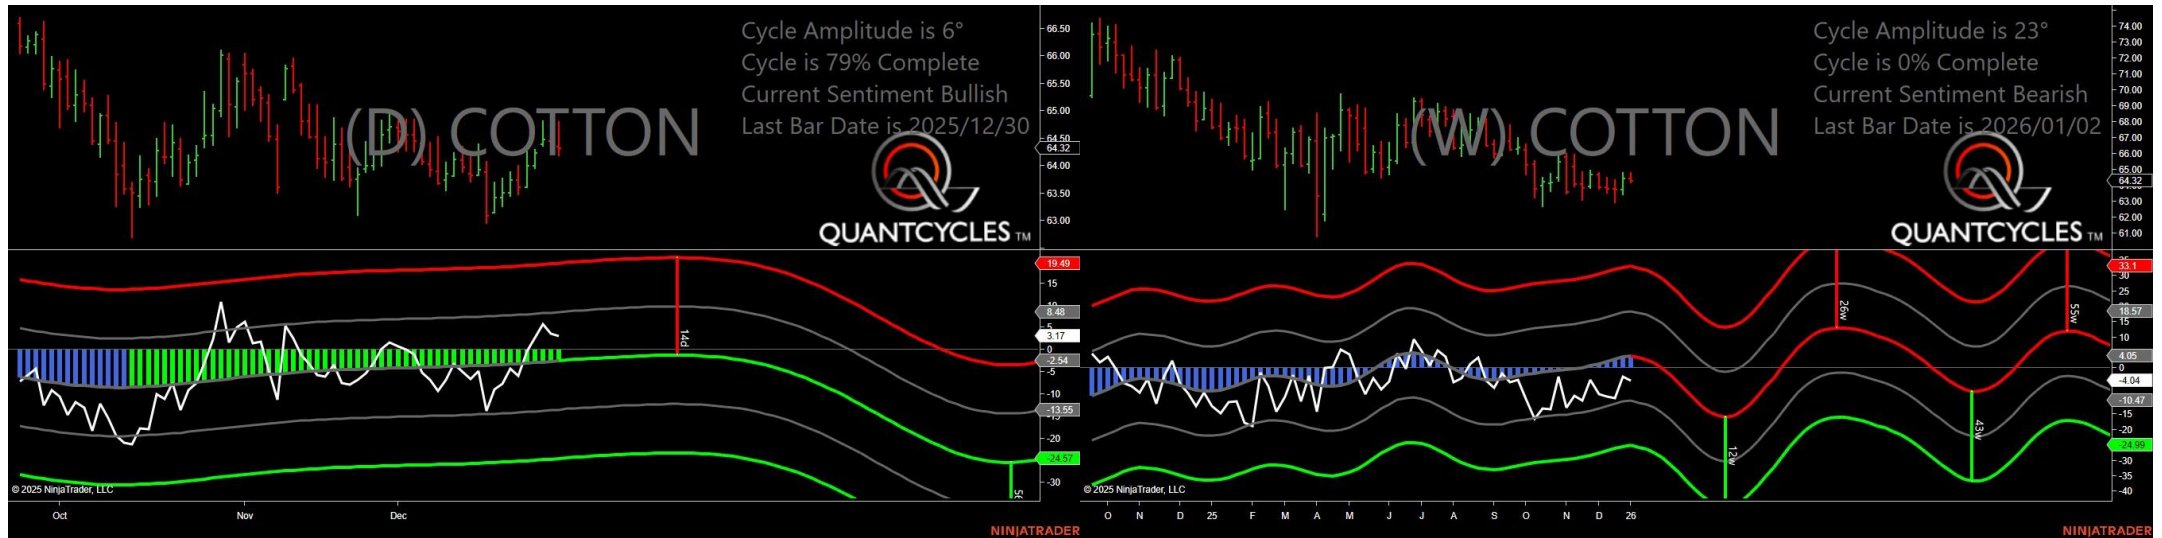 Cycle Amplitude is 6°
Cycle is 79% Complete
Current Sentiment Bullish
Last Bar Date is 2025/12/30
(D) COTTON
QUANTCYCLES TM
66.50
66.00
65.50
65.00
64.50
64.32
64.00
63.50
63.00
19.49
15
10
8.48
5
3.17
0
-2.54
-5
-10
-13.55
-15
-20
-24.57
-30
14d
© 2025 NinjaTrader, LLC
Oct Nov Dec
NINJATRADER
Cycle Amplitude is 23°
Cycle is 0% Complete
Current Sentiment Bearish
Last Bar Date is 2026/01/02
(W) COTTON
QUANTCYCLES TM
74.00
73.00
72.00
71.00
70.00
69.00
68.00
67.00
66.00
65.00
64.32
63.00
62.00
61.00
33.1
30
25
18.57
15
10
4.05
0
-4.04
-10.47
-15
-20
-24.99
-30
-35
-40
12w
26w
43w
55w
© 2025 NinjaTrader, LLC
O N D 25 F M A M J J A S O N D 26
NINJATRADER